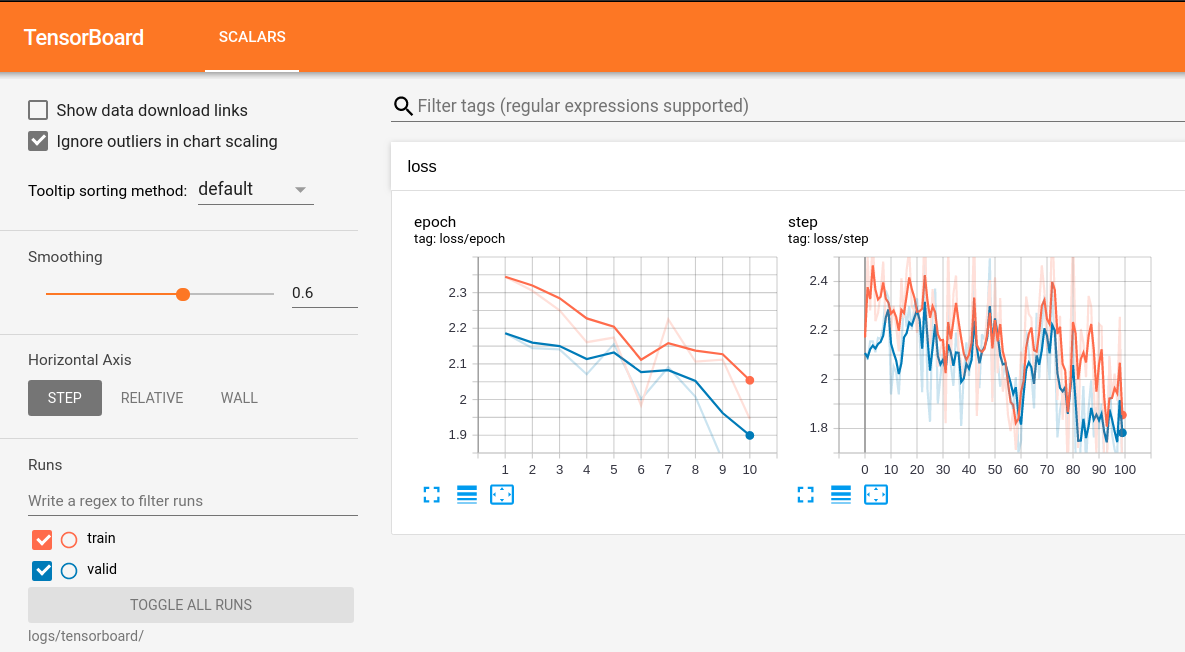 TensorBoard SCALARS
Show data download links
Ignore outliers in chart scaling
Tooltip sorting method: default
Smoothing
0.6
Horizontal Axis
STEP RELATIVE WALL
Runs
Write a regex to filter runs
train
valid
TOGGLE ALL RUNS
logs/tensorboard/
Filter tags (regular expressions supported)
loss
epoch
tag: loss/epoch
2.3
2.2
2.1
2
1.9
1 2 3 4 5 6 7 8 9 10
step
tag: loss/step
2.4
2.2
2
1.8
0 10 20 30 40 50 60 70 80 90 100